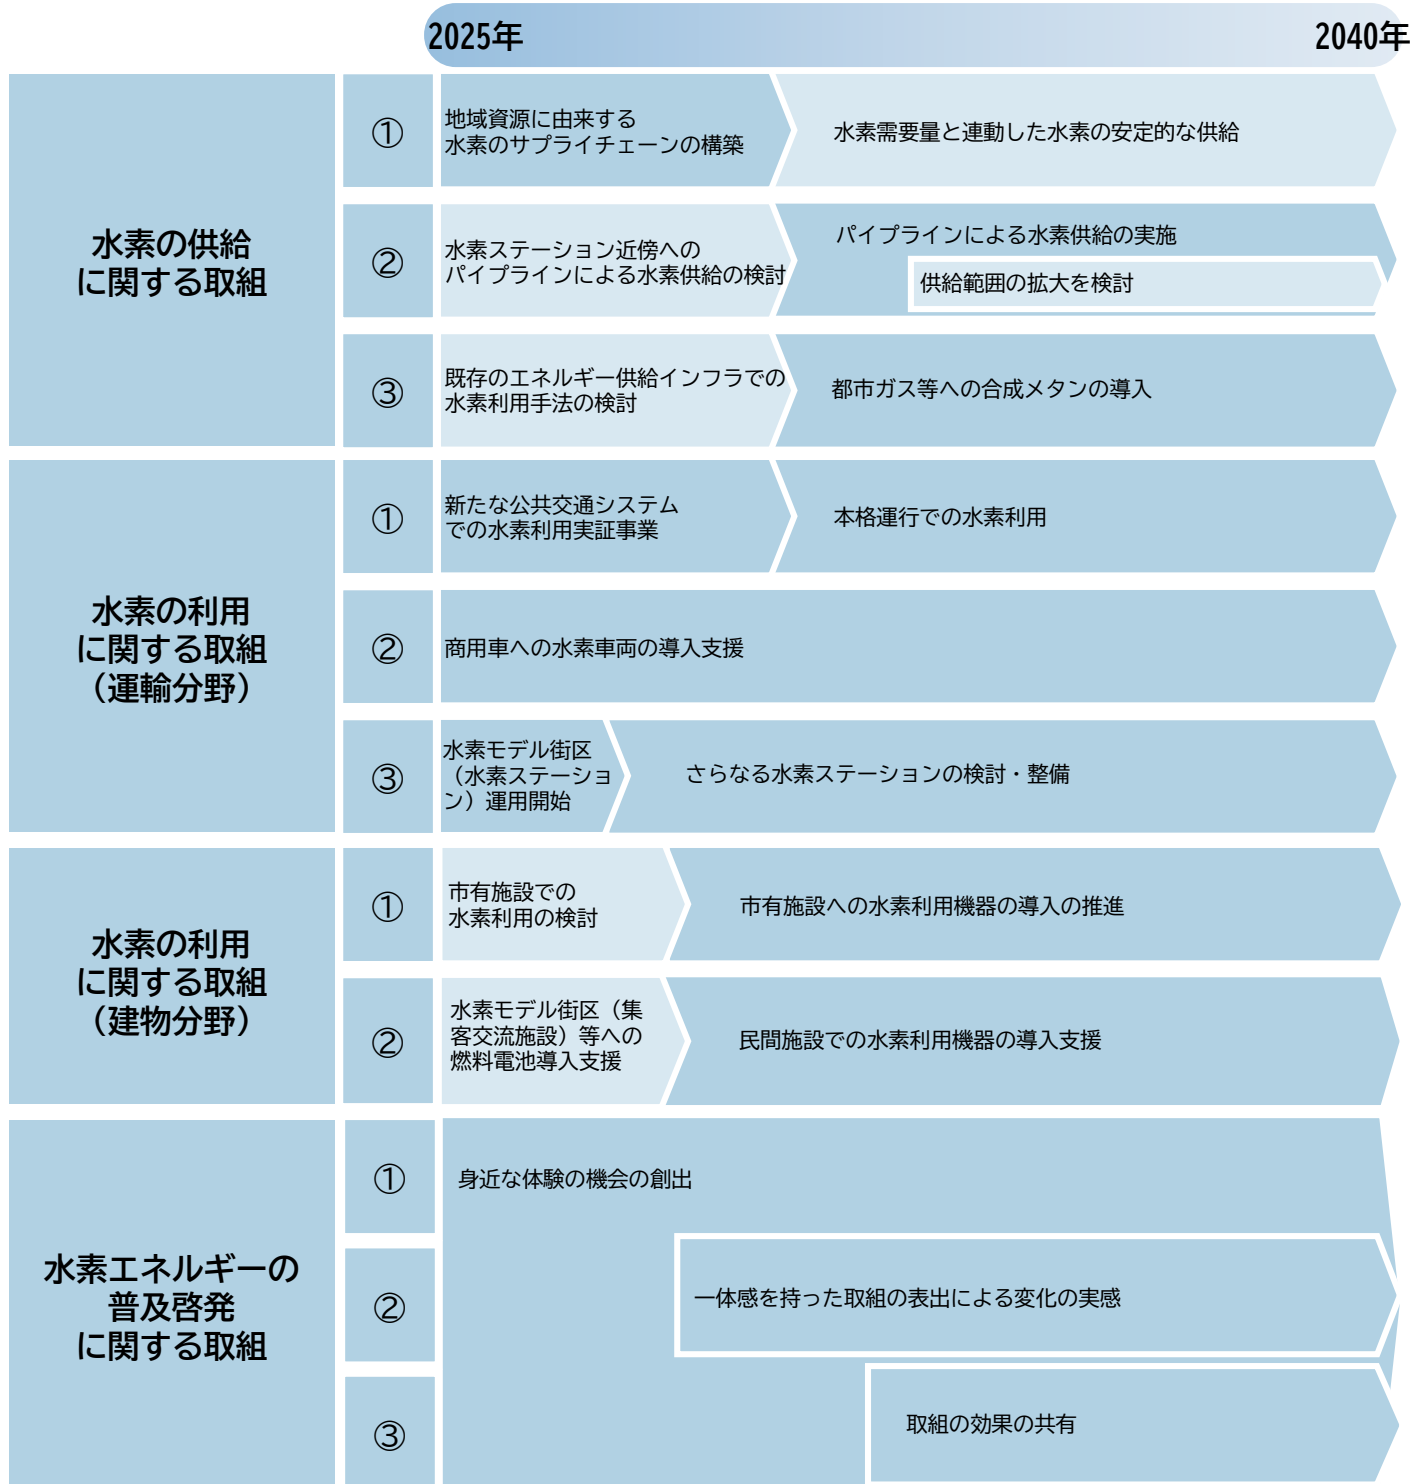 2025年
2040年
水素の供給
に関する取組
①
地域資源に由来する
水素のサプライチェーンの構築
水素需要量と連動した水素の安定的な供給
②
水素ステーション近傍への
パイプラインによる水素供給の検討
パイプラインによる水素供給の実施
供給範囲の拡大を検討
③
既存のエネルギー供給インフラでの
水素利用手法の検討
都市ガス等への合成メタンの導入
水素の利用
に関する取組
（運輸分野）
①
新たな公共交通システム
での水素利用実証事業
本格運行での水素利用
②
商用車への水素車両の導入支援
③
水素モデル街区
（水素ステーショ
ン）運用開始
さらなる水素ステーションの検討・整備
水素の利用
に関する取組
（建物分野）
①
市有施設での
水素利用の検討
市有施設への水素利用機器の導入の推進
②
水素モデル街区（集
客交流施設）等への
燃料電池導入支援
民間施設での水素利用機器の導入支援
水素エネルギーの
普及啓発
に関する取組
①
身近な体験の機会の創出
②
一体感を持った取組の表出による変化の実感
③
取組の効果の共有